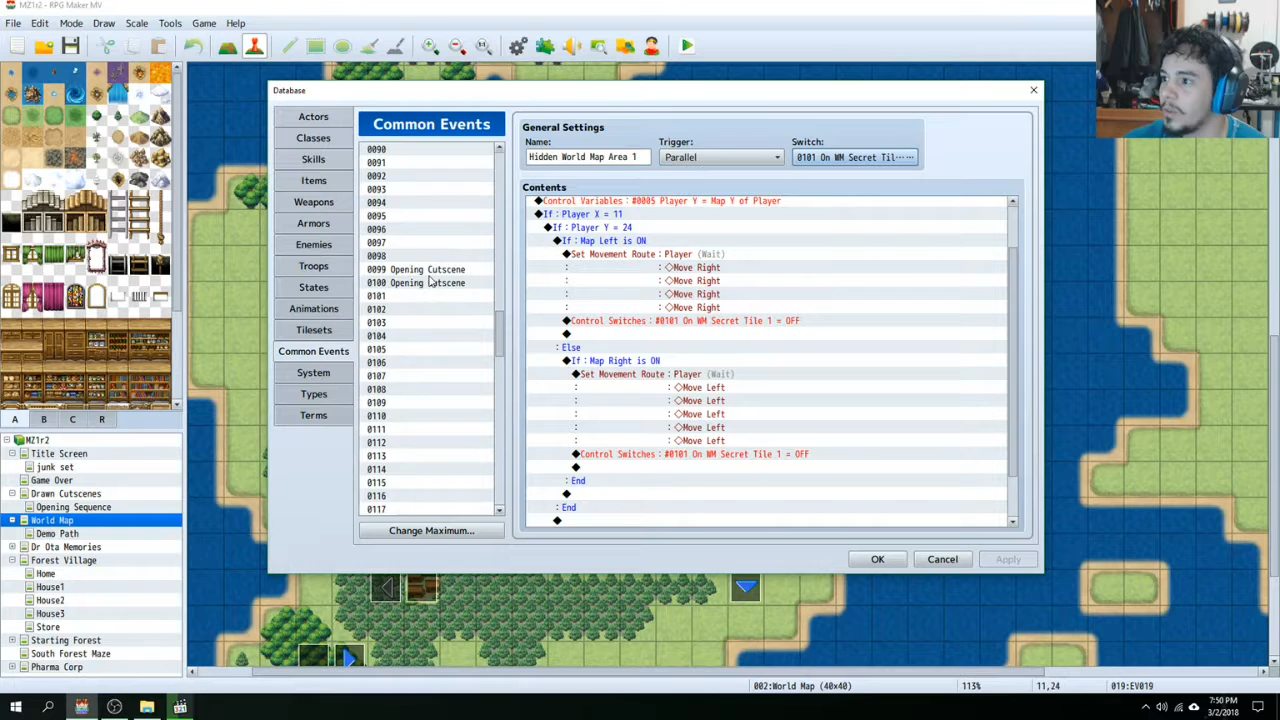 MZ1r2 - RPG Maker MV
File Edit Mode Draw Scale Tools Game Help
Database
Actors
Classes
Skills
Items
Weapons
Armors
Enemies
Troops
States
Animations
Tilesets
Common Events
System
Types
Terms
Common Events
0090
0091
0092
0093
0094
0095
0096
0097
0098
0099 Opening Cutscene
0100 Opening Cutscene
0101
0102
0103
0104
0105
0106
0107
0108
0109
0110
0111
0112
0113
0114
0115
0116
0117
Change Maximum...
General Settings
Name: Trigger: Switch:
Hidden World Map Area 1 Parallel 0101 On WM Secret Til... ...
Contents
◆Control Variables : #0005 Player Y = Map Y of Player
◆If : Player X = 11
◆If : Player Y = 24
◆If : Map Left is ON
◆Set Movement Route : Player (Wait)
: : ◇Move Right
: : ◇Move Right
: : ◇Move Right
: : ◇Move Right
◆Control Switches : #0101 On WM Secret Tile 1 = OFF
◆
: Else
◆If : Map Right is ON
◆Set Movement Route : Player (Wait)
: : ◇Move Left
: : ◇Move Left
: : ◇Move Left
: : ◇Move Left
: : ◇Move Left
◆Control Switches : #0101 On WM Secret Tile 1 = OFF
◆
: End
◆
: End
◆
OK Cancel Apply
A B C R
MZ1r2
Title Screen
junk set
Game Over
Drawn Cutscenes
Opening Sequence
World Map
Demo Path
Dr Ota Memories
Forest Village
Home
House1
House2
House3
Store
Starting Forest
South Forest Maze
Pharma Corp
002:World Map (40x40) 113% 11,24 019:EV019
7:50 PM
3/2/2018